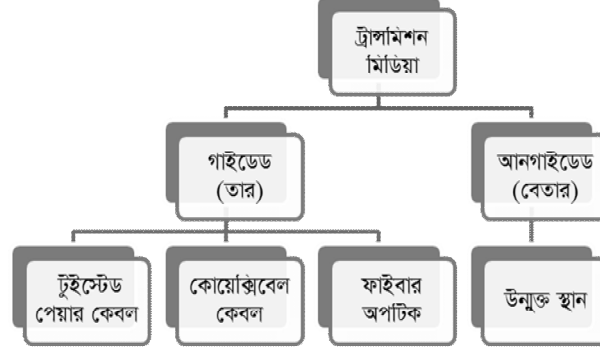 ট্রান্সমিশন
মিডিয়া
গাইডেড
(তার)
আনগাইডেড
(বেতার)
টুইস্টেড
পেয়ার কেবল
কোয়েক্সিবেল
কেবল
ফাইবার
অপটিক
উন্মুক্ত স্থান